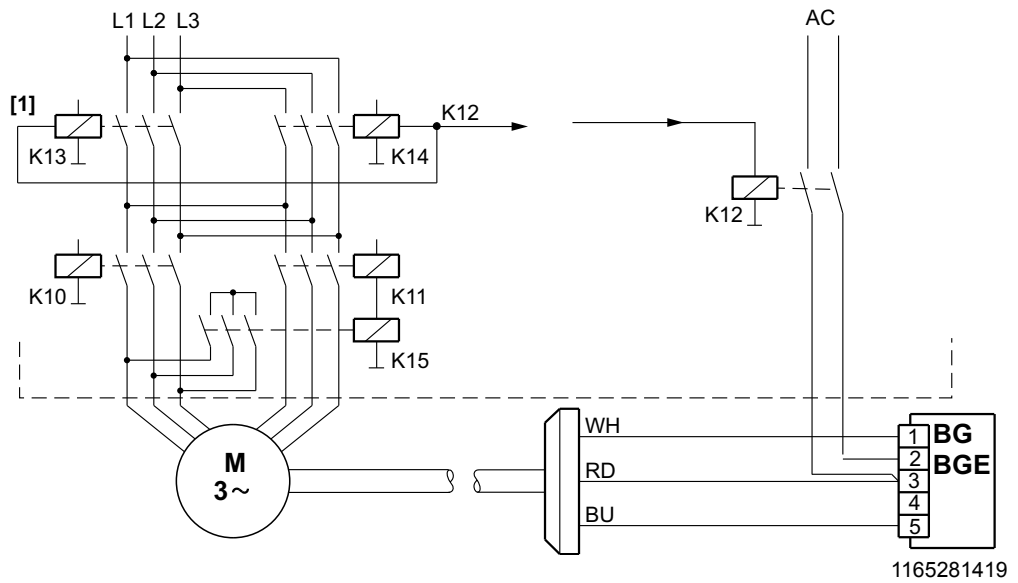 L1 L2 L3
AC
[1]
K12
K13
K14
K12
K10
K11
K15
M
3~
WH
RD
BU
1
2
3
4
5
BG
BGE
1165281419